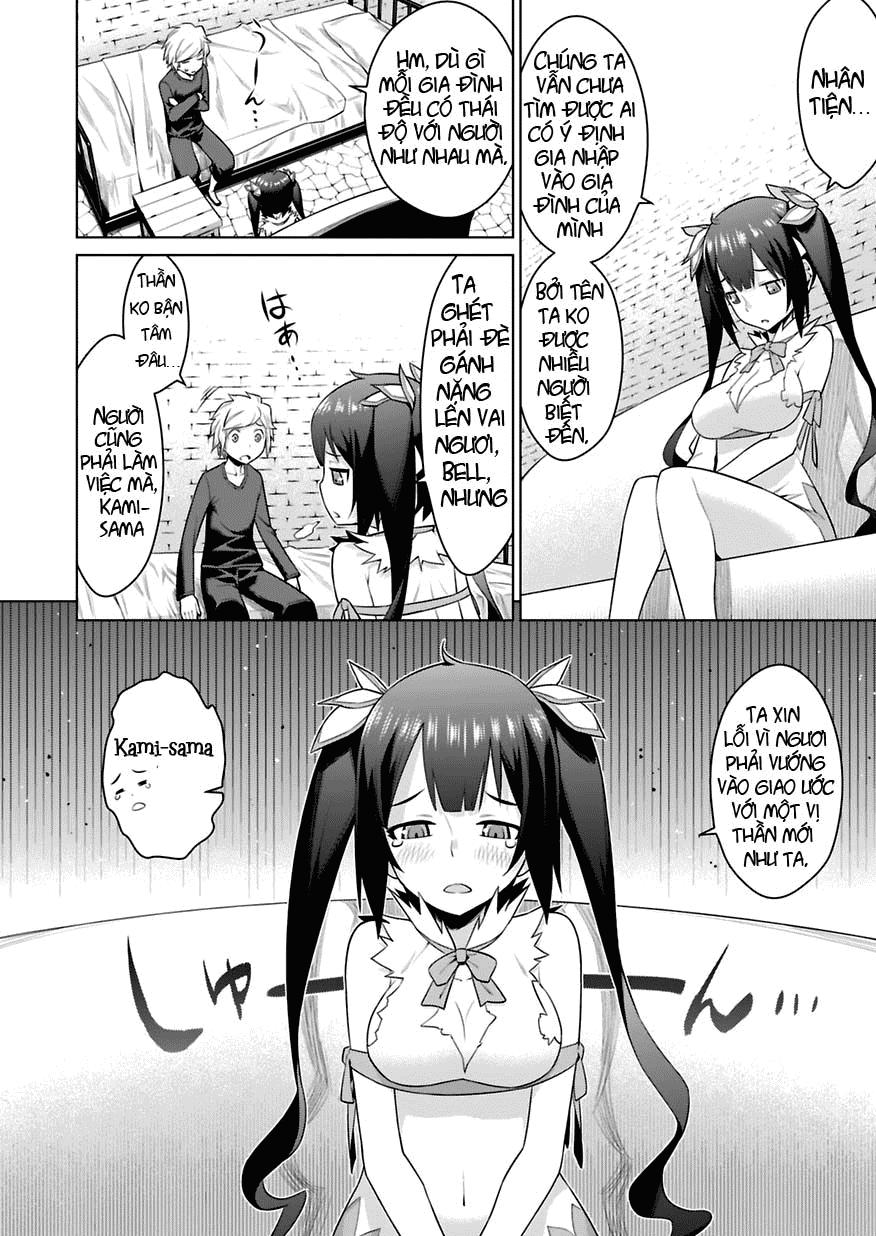 NHÂN
TIỆN...
CHÚNG TA
VẪN CHƯA
TÌM ĐƯỢC AI
CÓ Ý ĐỊNH
GIA NHẬP
VÀO GIA
ĐÌNH CỦA
MÌNH
BỞI TÊN
TA KO
ĐƯỢC
NHIỀU
NGƯỜI
BIẾT
ĐẾN.
HM, DÙ GÌ
MỖI GIA ĐÌNH
ĐỀU CÓ THÁI
ĐỘ VỚI NGƯỜI
NHƯ NHAU MÀ.
んー
TA
GHÉT
PHẢI ĐÈ
GÁNH
NẶNG
LÊN VAI
NGƯƠI,
BELL,
NHƯNG
はぁ。
THẦN
KO BẬN
TÂM
ĐÂU...
NGƯỜI
CŨNG
PHẢI LÀM
VIỆC MÀ,
KAMI-
SAMA
TA XIN
LỖI VÌ NGƯƠI
PHẢI VƯỚNG
VÀO GIAO ƯỚC
VỚI MỘT VỊ
THẦN MỚI
NHƯ TA.
Kami-sama
しゅーーん...